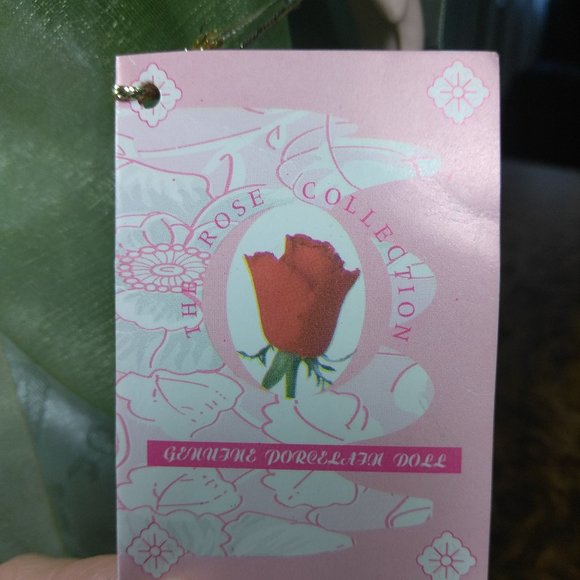 THE ROSE COLLECTION
GENUINE PORCELAIN DOLL